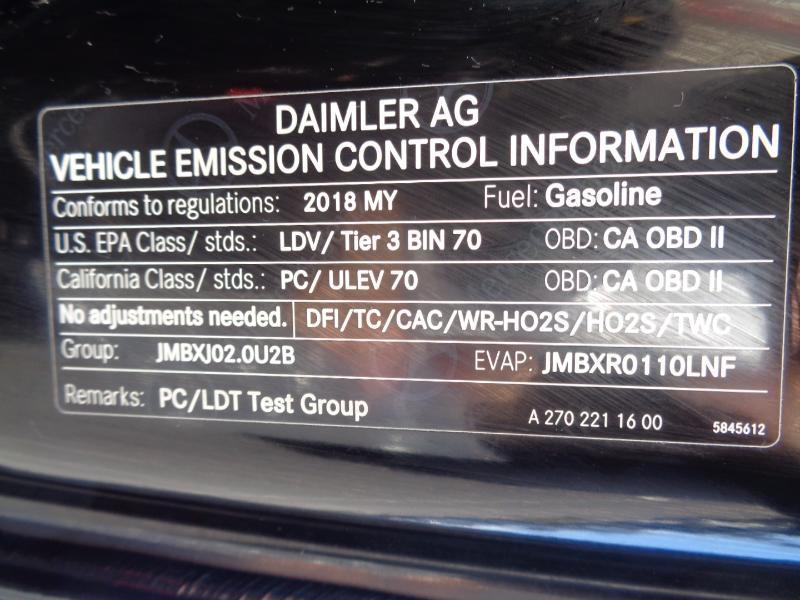 DAIMLER AG
VEHICLE EMISSION CONTROL INFORMATION
Conforms to regulations: 2018 MY Fuel: Gasoline
U.S. EPA Class/ stds.: LDV/ Tier 3 BIN 70 OBD: CA OBD II
California Class/ stds.: PC/ ULEV 70 OBD: CA OBD II
No adjustments needed. DFI/TC/CAC/WR-HO2S/HO2S/TWC
Group: JMBXJ02.0U2B EVAP: JMBXR0110LNF
Remarks: PC/LDT Test Group A 270 221 16 00 5845612